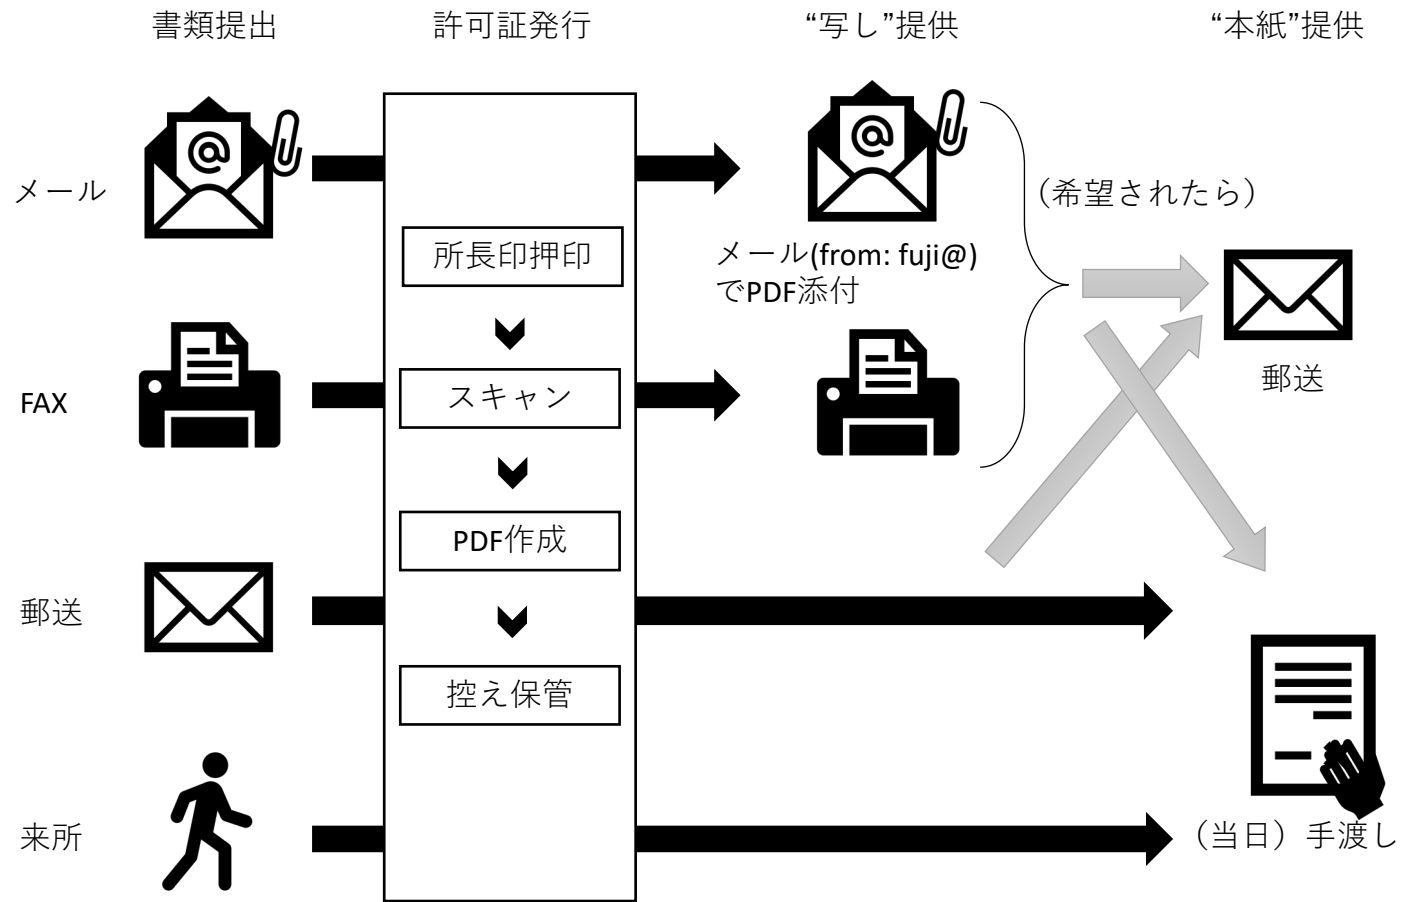 書類提出
許可証発行
“写し”提供
“本紙”提供
メール
所長印押印
メール(from: fuji@)
でPDF添付
（希望されたら）
FAX
スキャン
郵送
PDF作成
郵送
控え保管
来所
（当日）手渡し